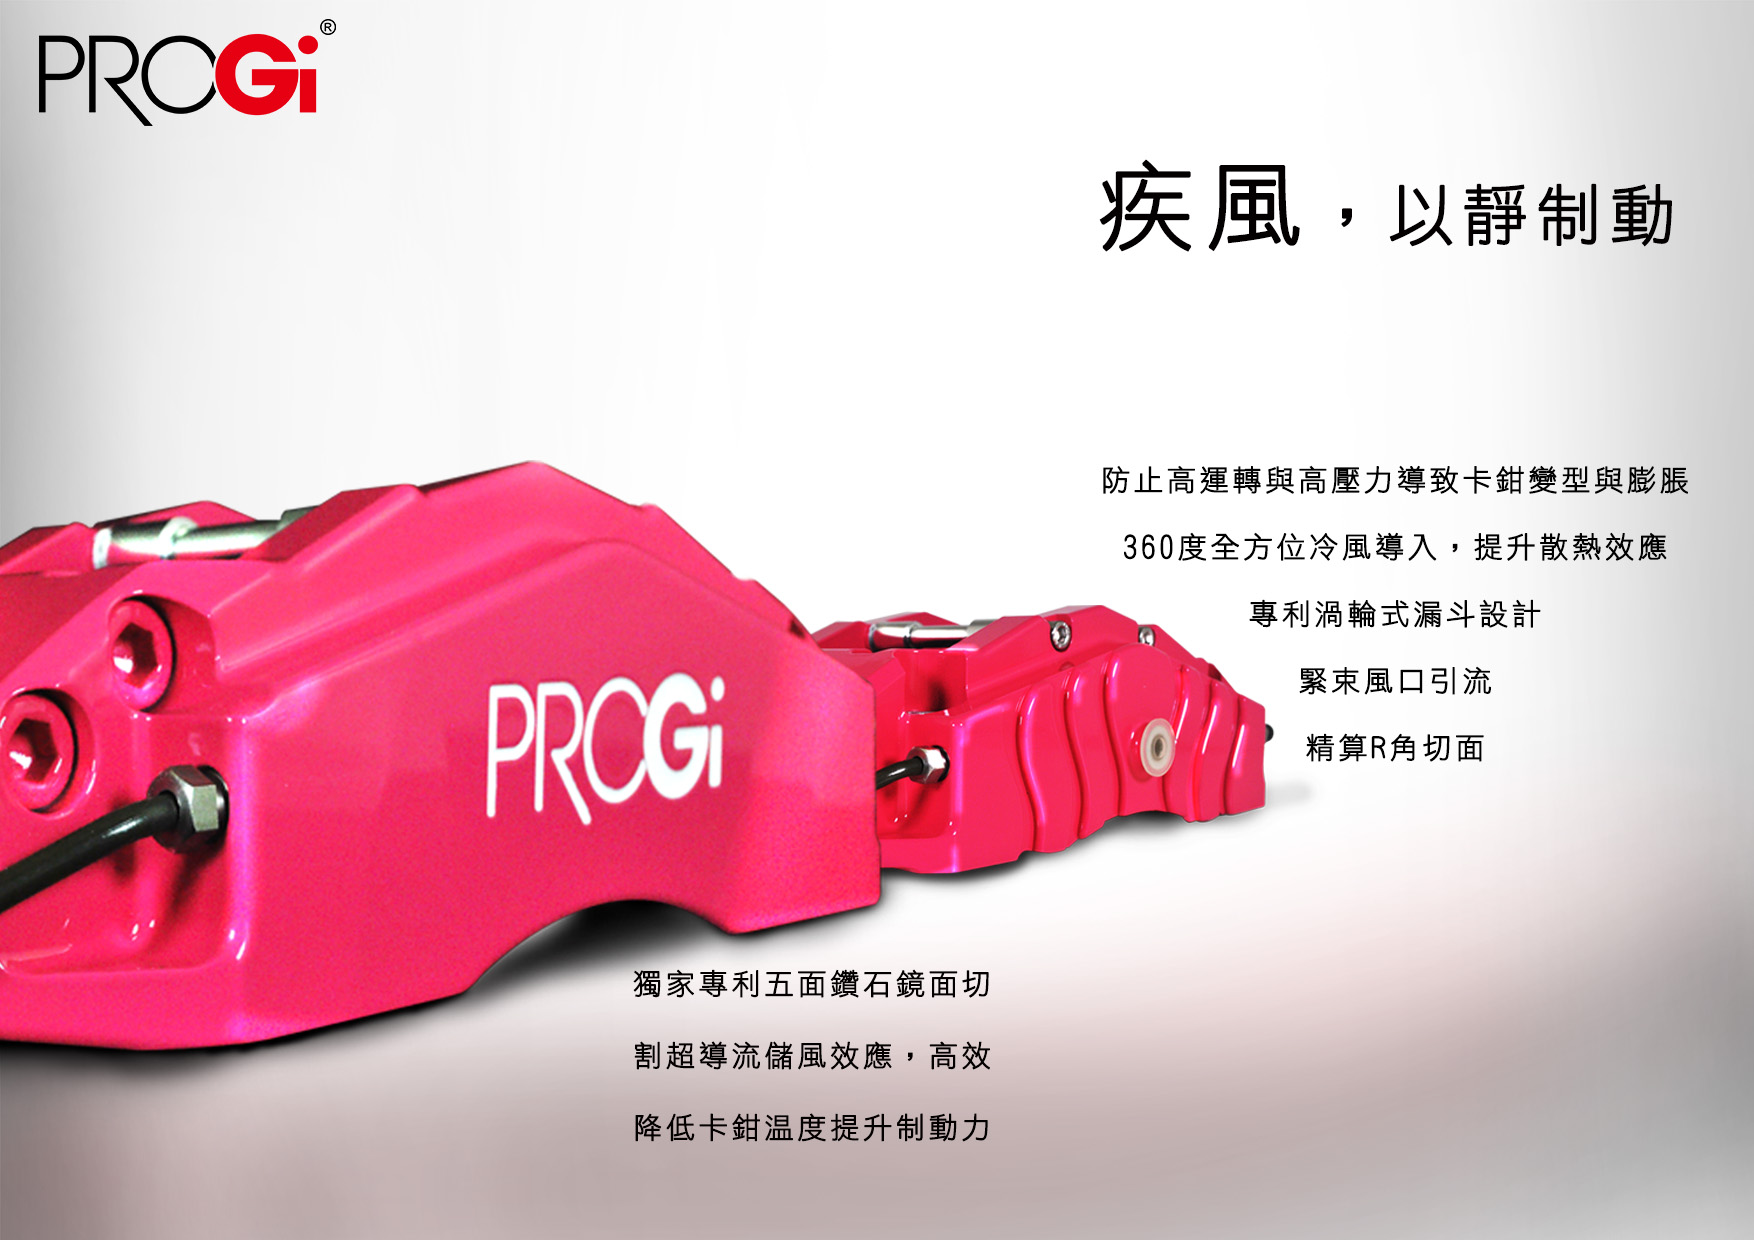 PROGi®
疾風，以靜制動
防止高運轉與高壓力導致卡鉗變型與膨脹
360度全方位冷風導入，提升散熱效應
專利渦輪式漏斗設計
緊束風口引流
精算R角切面
PROGi
獨家專利五面鑽石鏡面切
割超導流儲風效應，高效
降低卡鉗温度提升制動力